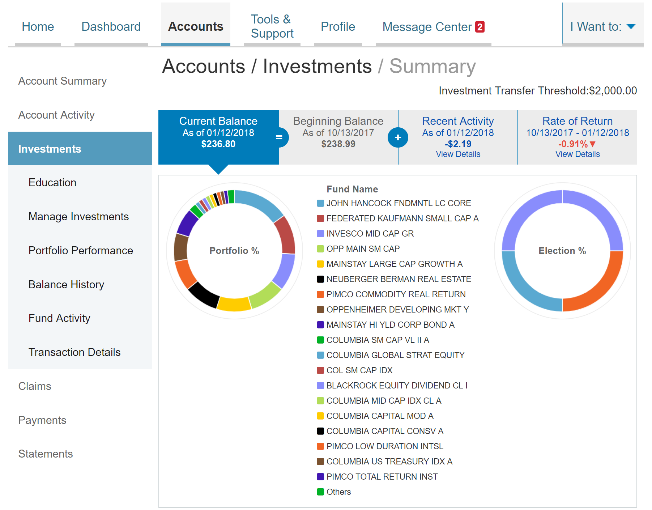 Home
Dashboard
Accounts
Tools &
Support
Profile
Message Center 2
I Want to:
Account Summary
Account Activity
Investments
Education
Manage Investments
Portfolio Performance
Balance History
Fund Activity
Transaction Details
Claims
Payments
Statements
Accounts / Investments / Summary
Investment Transfer Threshold:$2,000.00
Current Balance
As of 01/12/2018
$236.80
=
Beginning Balance
As of 10/13/2017
$238.99
+
Recent Activity
As of 01/12/2018
-$2.19
View Details
Rate of Return
10/13/2017 - 01/12/2018
-0.91%▼
View Details
Portfolio %
Fund Name
JOHN HANCOCK FNDMNTL LC CORE
FEDERATED KAUFMANN SMALL CAP A
INVESCO MID CAP GR
OPP MAIN SM CAP
MAINSTAY LARGE CAP GROWTH A
NEUBERGER BERMAN REAL ESTATE
PIMCO COMMODITY REAL RETURN
OPPENHEIMER DEVELOPING MKT Y
MAINSTAY HI YLD CORP BOND A
COLUMBIA SM CAP VL II A
COLUMBIA GLOBAL STRAT EQUITY
COL SM CAP IDX
BLACKROCK EQUITY DIVIDEND CL I
COLUMBIA MID CAP IDX CL A
COLUMBIA CAPITAL MOD A
COLUMBIA CAPITAL CONSV A
PIMCO LOW DURATION INTSL
COLUMBIA US TREASURY IDX A
PIMCO TOTAL RETURN INST
Others
Election %